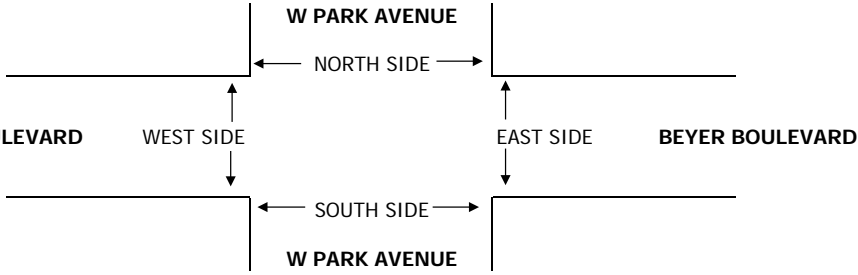 W PARK AVENUE
NORTH SIDE
LEVARD WEST SIDE EAST SIDE BEYER BOULEVARD
SOUTH SIDE
W PARK AVENUE